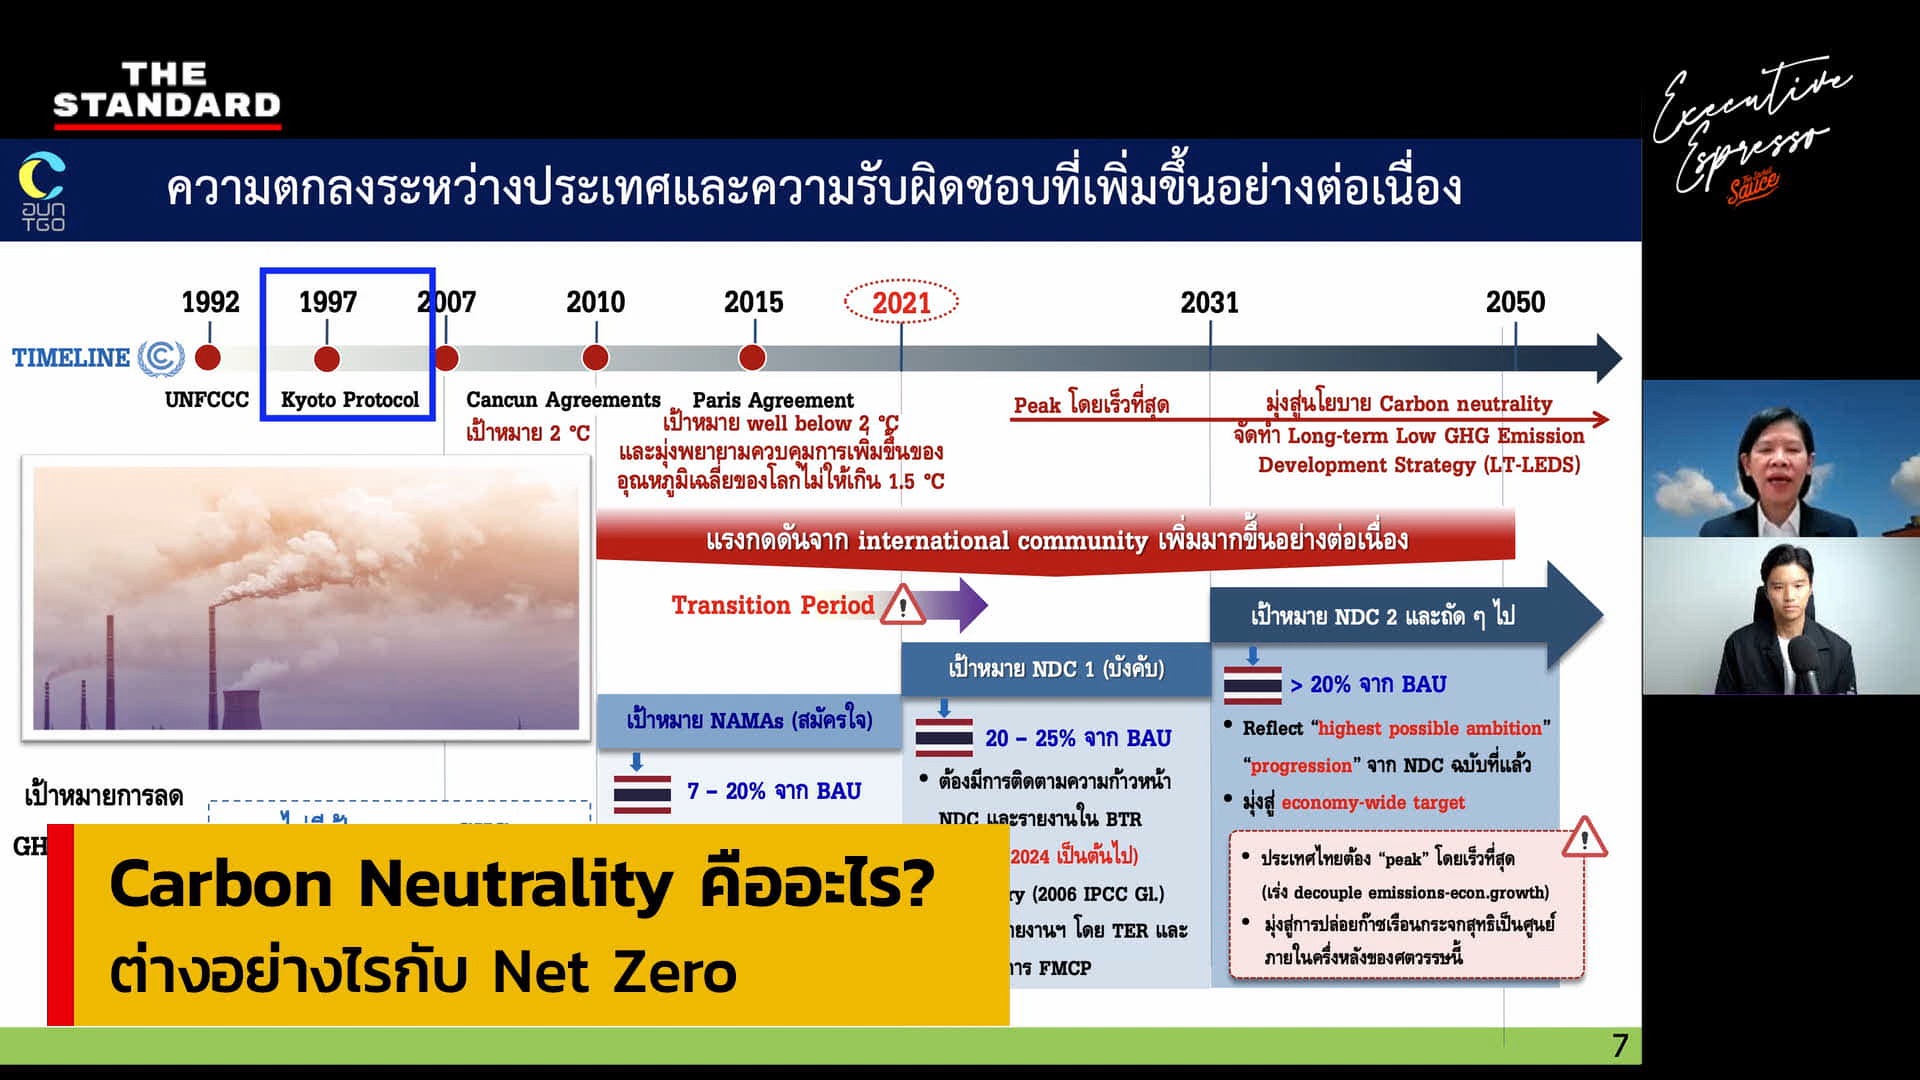 THE
STANDARD
Executive
Espresso
The Secret
Sauce
อบก
TGO
ความตกลงระหว่างประเทศและความรับผิดชอบที่เพิ่มขึ้นอย่างต่อเนื่อง
1992 1997 2007 2010 2015 2021 2031 2050
TIMELINE
UNFCCC Kyoto Protocol Cancun Agreements Paris Agreement
เป้าหมาย 2 °C
เป้าหมาย well below 2 °C
และมุ่งพยายามควบคุมการเพิ่มขึ้นของ
อุณหภูมิเฉลี่ยของโลกไม่ให้เกิน 1.5 °C
Peak โดยเร็วที่สุด
มุ่งสู่นโยบาย Carbon neutrality
จัดทำ Long-term Low GHG Emission
Development Strategy (LT-LEDS)
แรงกดดันจาก international community เพิ่มมากขึ้นอย่างต่อเนื่อง
Transition Period
เป้าหมาย NAMAs (สมัครใจ)
7 – 20% จาก BAU
เป้าหมาย NDC 1 (บังคับ)
20 – 25% จาก BAU
• ต้องมีการติดตามความก้าวหน้า
NDC และรายงานใน BTR
2024 เป็นต้นไป)
ry (2006 IPCC Gl.)
ายงานฯ โดย TER และ
การ FMCP
เป้าหมาย NDC 2 และถัด ๆ ไป
> 20% จาก BAU
• Reflect “highest possible ambition”
“progression” จาก NDC ฉบับที่แล้ว
• มุ่งสู่ economy-wide target
• ประเทศไทยต้อง “peak” โดยเร็วที่สุด
(เร่ง decouple emissions-econ.growth)
• มุ่งสู่การปล่อยก๊าซเรือนกระจกสุทธิเป็นศูนย์
ภายในครึ่งหลังของศตวรรษนี้
เป้าหมายการลด
GH
Carbon Neutrality คืออะไร?
ต่างอย่างไรกับ Net Zero
7